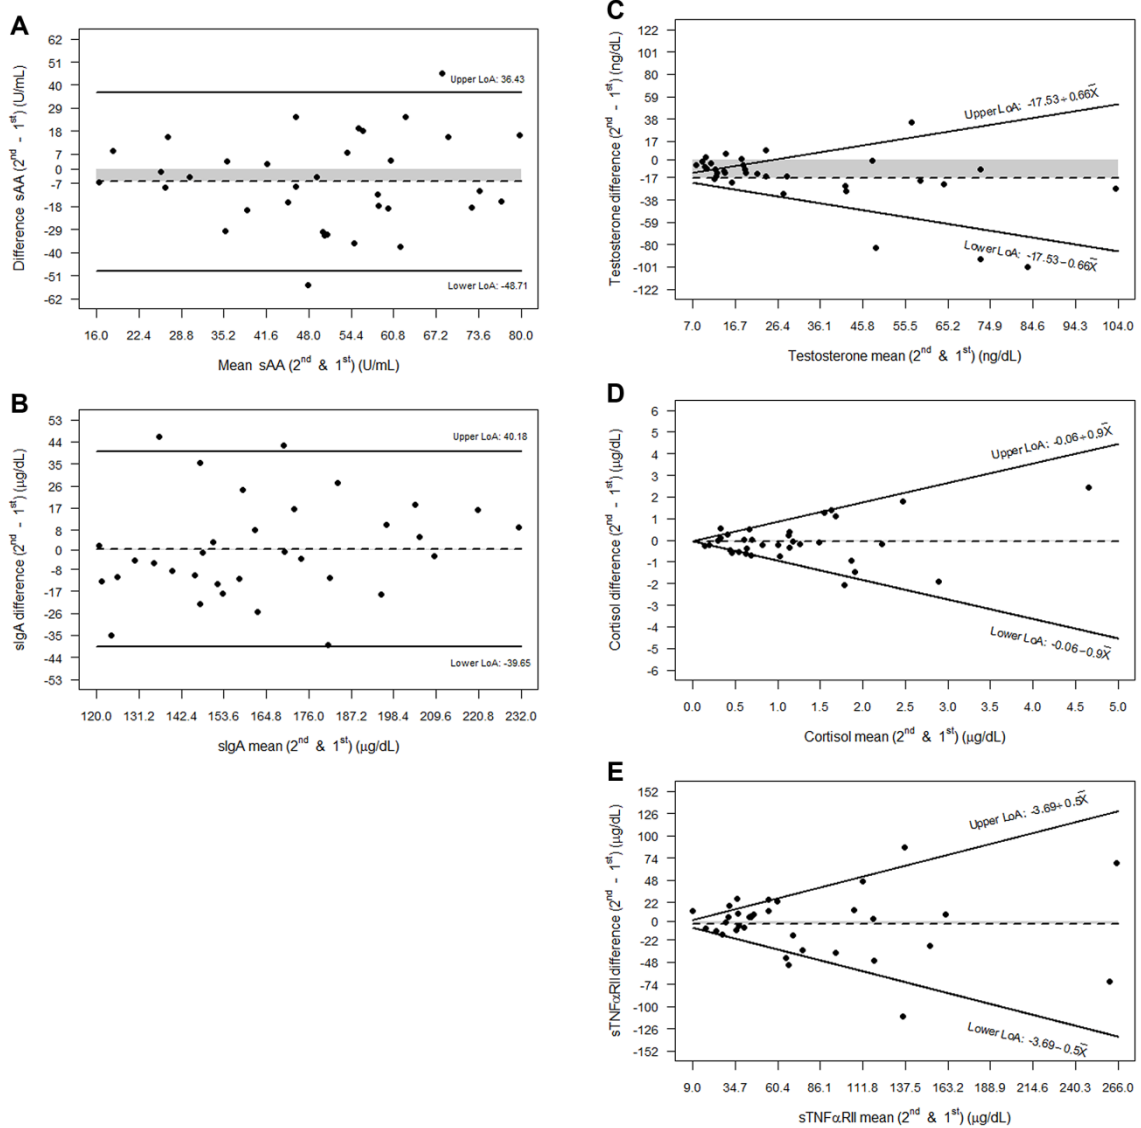 A
Difference sAA (2nd - 1st) (U/mL)
62
51
40
29
18
7
0
-7
-18
-29
-40
-51
-62
Upper LoA: 36.43
Lower LoA: -48.71
16.0 22.4 28.8 35.2 41.6 48.0 54.4 60.8 67.2 73.6 80.0
Mean sAA (2nd & 1st) (U/mL)
B
sIgA difference (2nd - 1st) (µg/dL)
53
44
35
26
17
8
0
-8
-17
-26
-35
-44
-53
Upper LoA: 40.18
Lower LoA: -39.65
120.0 131.2 142.4 153.6 164.8 176.0 187.2 198.4 209.6 220.8 232.0
sIgA mean (2nd & 1st) (µg/dL)
C
Testosterone difference (2nd - 1st) (ng/dL)
122
101
80
59
38
17
0
-17
-38
-59
-80
-101
-122
Upper LoA: -17.53+0.66X̄
Lower LoA: -17.53-0.66X̄
7.0 16.7 26.4 36.1 45.8 55.5 65.2 74.9 84.6 94.3 104.0
Testosterone mean (2nd & 1st) (ng/dL)
D
Cortisol difference (2nd - 1st) (µg/dL)
6
5
4
3
2
1
0
-1
-2
-3
-4
-5
-6
Upper LoA: -0.06+0.9X̄
Lower LoA: -0.06-0.9X̄
0.0 0.5 1.0 1.5 2.0 2.5 3.0 3.5 4.0 4.5 5.0
Cortisol mean (2nd & 1st) (µg/dL)
E
sTNFαRII difference (2nd - 1st) (µg/dL)
152
126
100
74
48
22
0
-22
-48
-74
-100
-126
-152
Upper LoA: -3.69+0.5X̄
Lower LoA: -3.69-0.5X̄
9.0 34.7 60.4 86.1 111.8 137.5 163.2 188.9 214.6 240.3 266.0
sTNFαRII mean (2nd & 1st) (µg/dL)